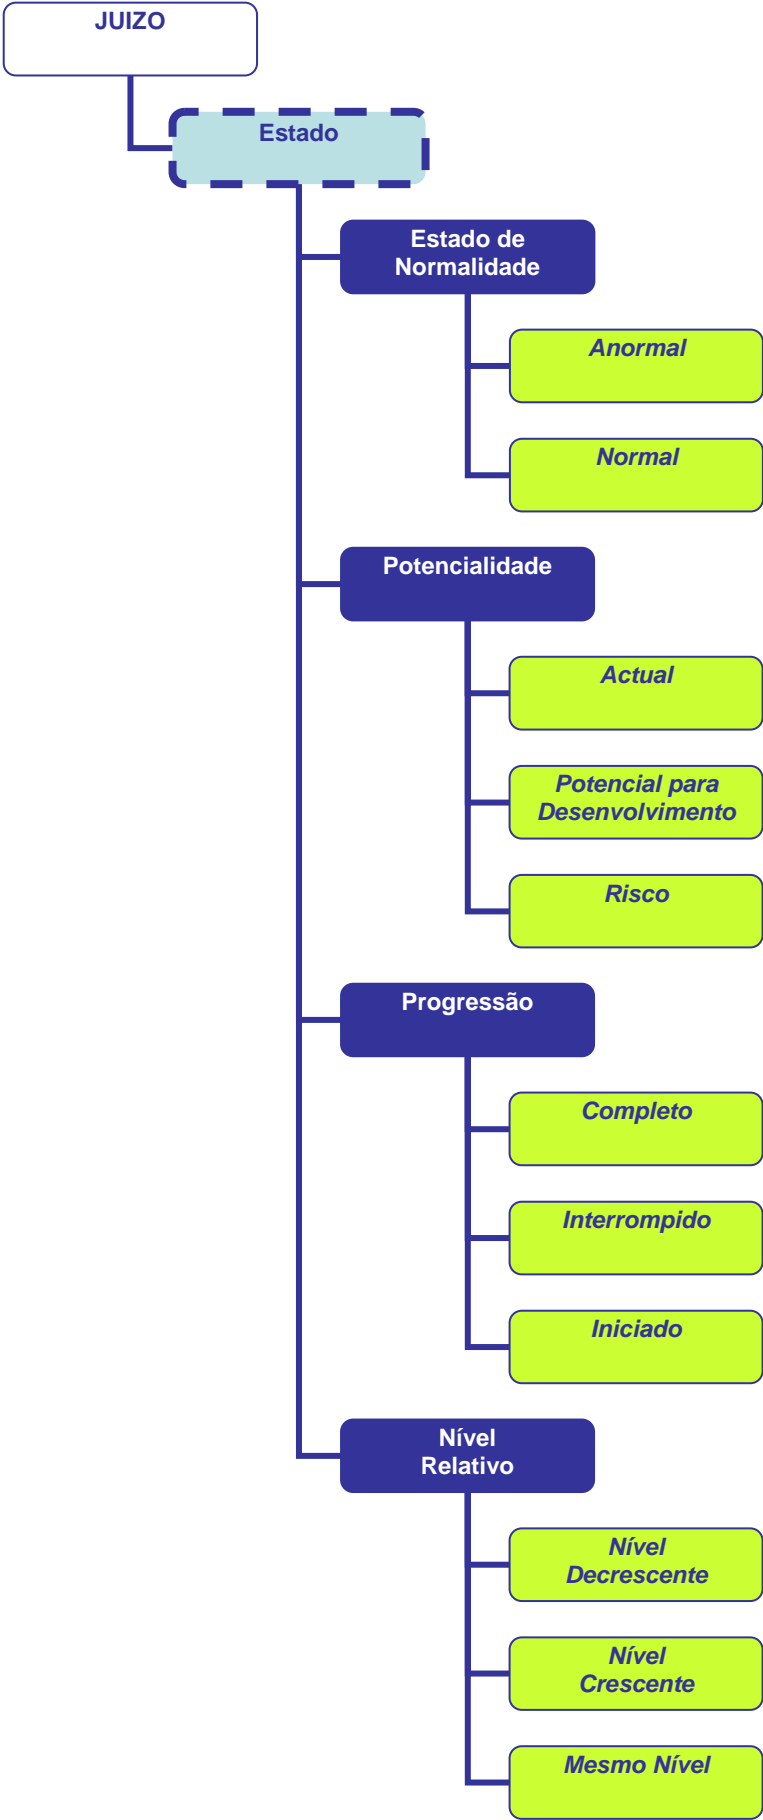 JUIZO
Estado
Estado de
Normalidade
Anormal
Normal
Potencialidade
Actual
Potencial para
Desenvolvimento
Risco
Progressão
Completo
Interrompido
Iniciado
Nível
Relativo
Nível
Decrescente
Nível
Crescente
Mesmo Nível